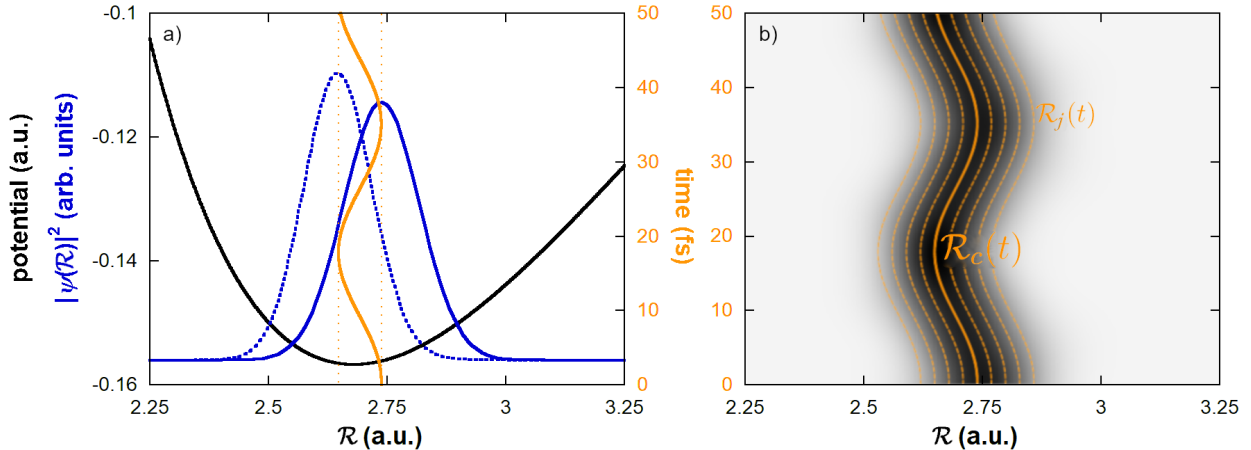 a)
potential (a.u.)
|ψ(ℛ)|² (arb. units)
-0.1
-0.12
-0.14
-0.16
2.25
2.5
2.75
3
3.25
ℛ (a.u.)
0
10
20
30
40
50
time (fs)
b)
ℛ_j(t)
ℛ_c(t)
0
10
20
30
40
50
2.25
2.5
2.75
3
3.25
ℛ (a.u.)